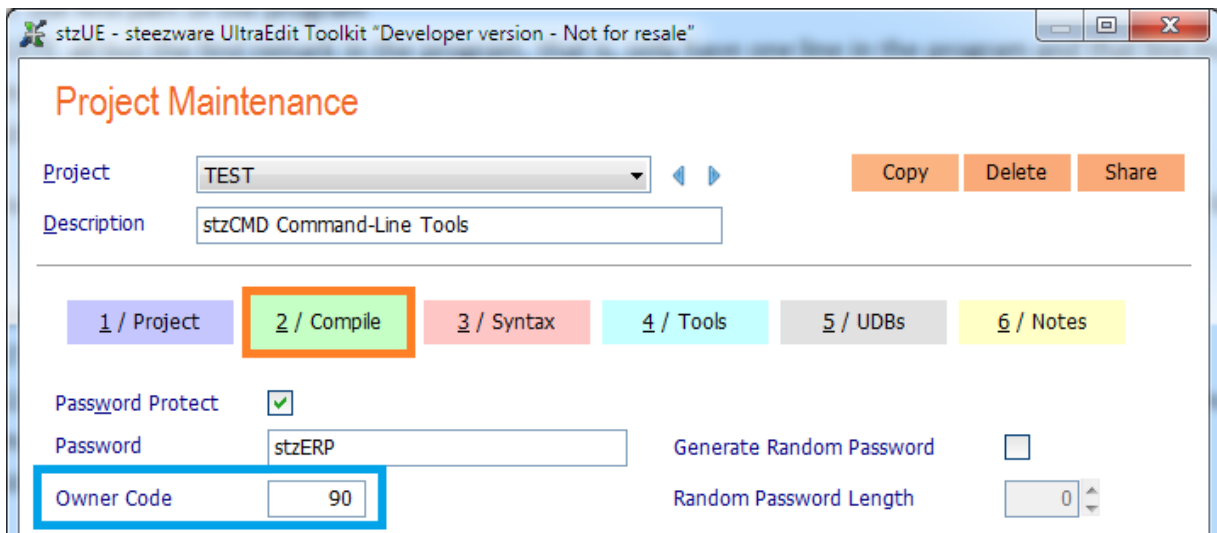 stzUE - steezware UltraEdit Toolkit “Developer version - Not for resale”
Project Maintenance
Project TEST Copy Delete Share
Description stzCMD Command-Line Tools
1 / Project 2 / Compile 3 / Syntax 4 / Tools 5 / UDBs 6 / Notes
Password Protect
Password stzERP Generate Random Password
Owner Code 90 Random Password Length 0